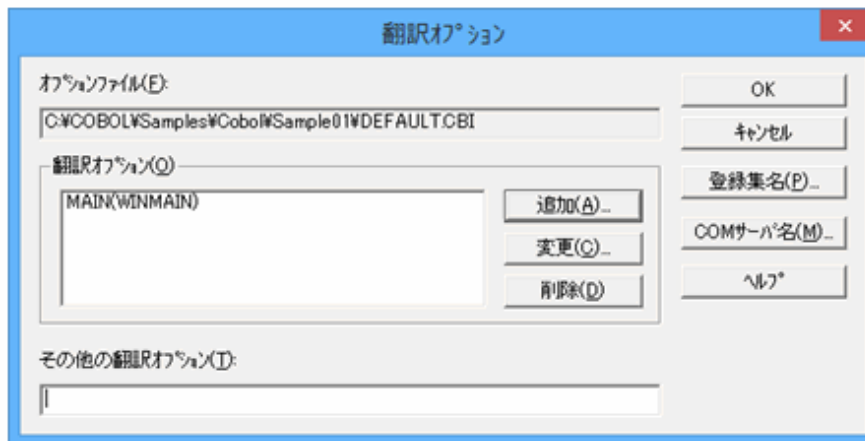 翻訳ｵﾌﾟｼｮﾝ
ｵﾌﾟｼｮﾝﾌｧｲﾙ(F):
C:¥COBOL¥Samples¥Cobol¥Sample01¥DEFAULT.CBI
翻訳ｵﾌﾟｼｮﾝ(O)
MAIN(WINMAIN)
追加(A)...
変更(C)...
削除(D)
その他の翻訳ｵﾌﾟｼｮﾝ(T):
OK
ｷｬﾝｾﾙ
登録集名(P)...
COMサーバ名(M)...
ﾍﾙﾌﾟ